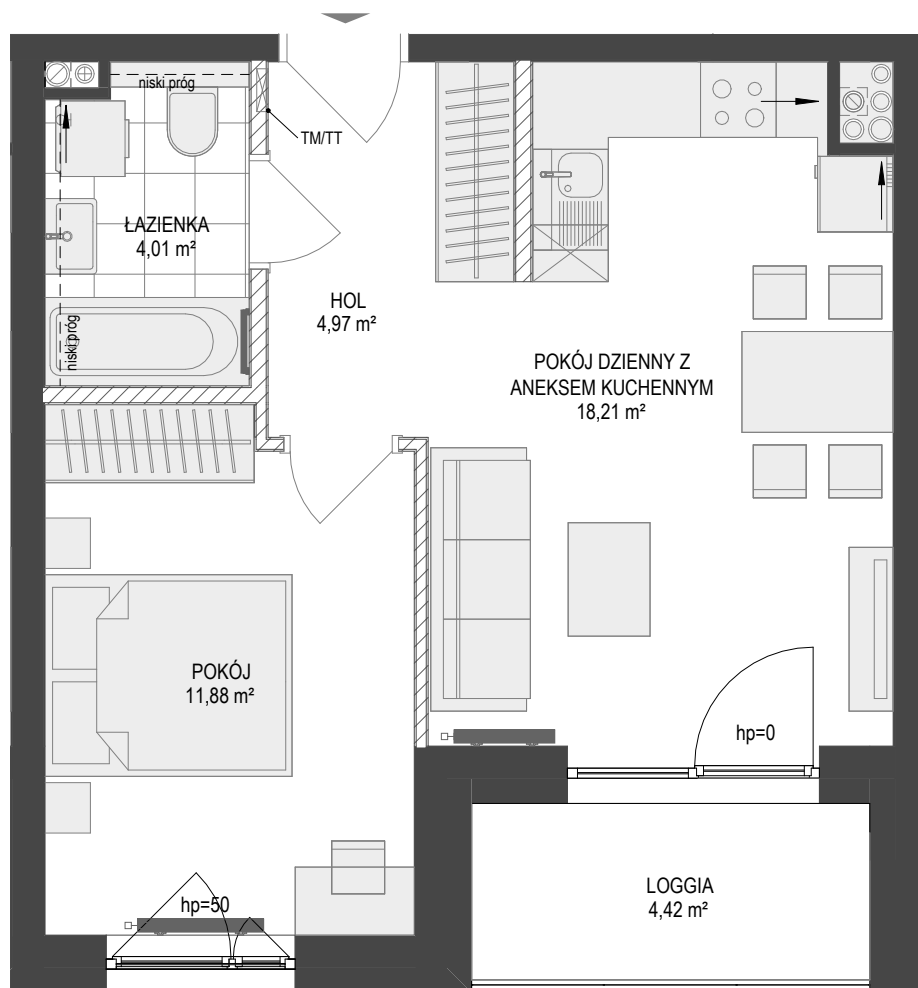 niski próg
TM/TT
ŁAZIENKA
4,01 m²
HOL
4,97 m²
niski próg
POKÓJ DZIENNY Z
ANEKSEM KUCHENNYM
18,21 m²
POKÓJ
11,88 m²
hp=0
hp=50
LOGGIA
4,42 m²